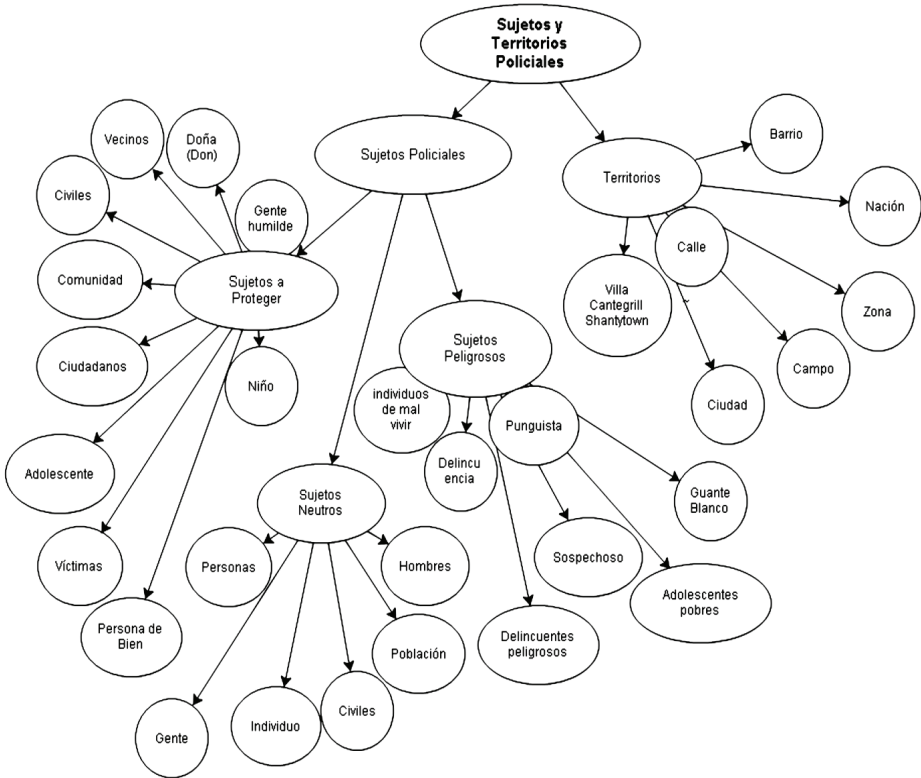 Sujetos y
Territorios
Policiales
Sujetos Policiales
Territorios
Barrio
Nación
Zona
Campo
Ciudad
Calle
Villa
Cantegrill
Shantytown
Vecinos
Doña
(Don)
Civiles
Gente
humilde
Comunidad
Sujetos a
Proteger
Ciudadanos
Niño
Adolescente
Víctimas
Persona de
Bien
Sujetos
Peligrosos
individuos
de mal
vivir
Delincu
encia
Punguista
Guante
Blanco
Sospechoso
Adolescentes
pobres
Delincuentes
peligrosos
Sujetos
Neutros
Personas
Hombres
Población
Civiles
Individuo
Gente